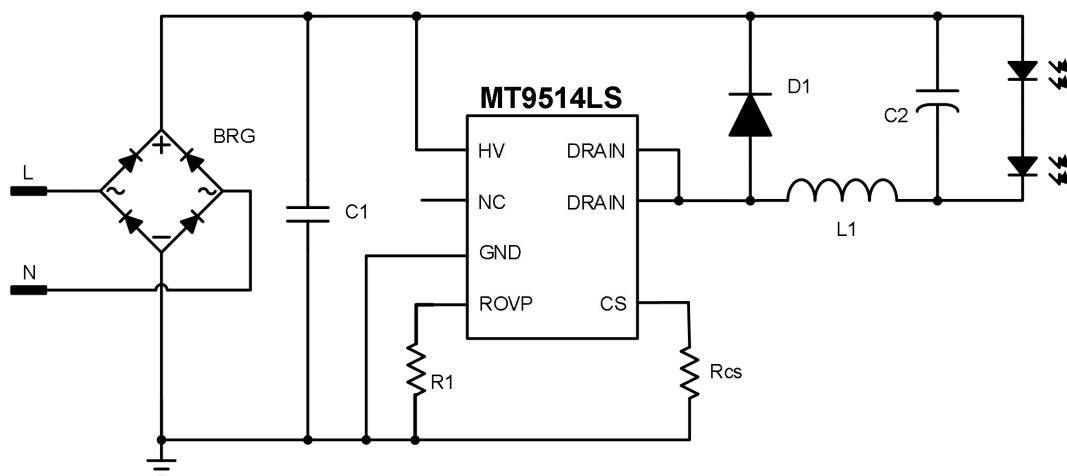 MT9514LS
BRG
D1
C2
L
HV
DRAIN
NC
DRAIN
C1
L1
GND
N
ROVP
CS
R1
Rcs